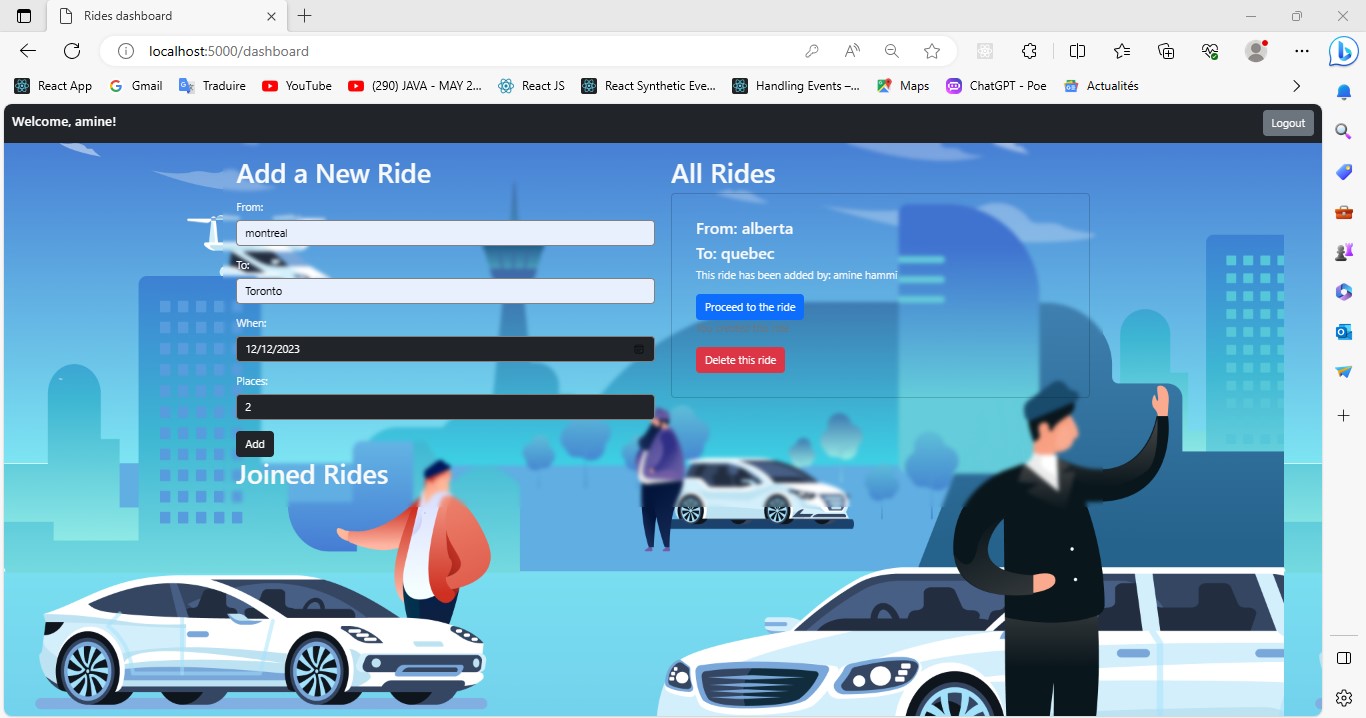 Rides dashboard
localhost:5000/dashboard
React App
Gmail
Traduire
YouTube
(290) JAVA - MAY 2...
React JS
React Synthetic Eve...
Handling Events –...
Maps
ChatGPT - Poe
Actualités
Welcome, amine!
Logout
Add a New Ride
From:
montreal
To:
Toronto
When:
12/12/2023
Places:
2
Add
Joined Rides
All Rides
From: alberta
To: quebec
This ride has been added by: amine hammi
Proceed to the ride
Delete this ride